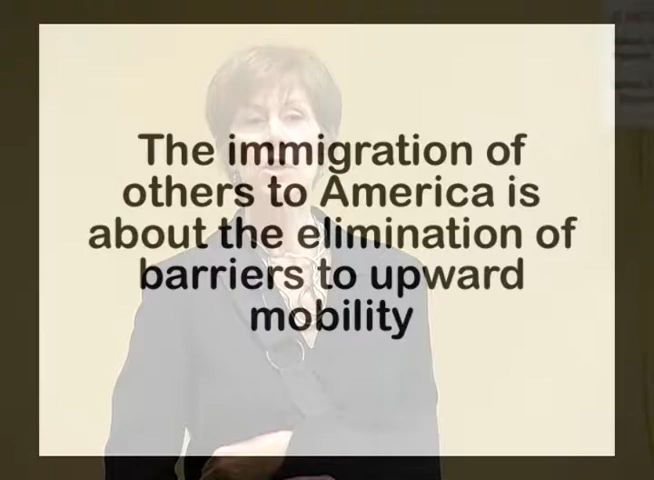 The immigration of
others to America is
about the elimination of
barriers to upward
mobility